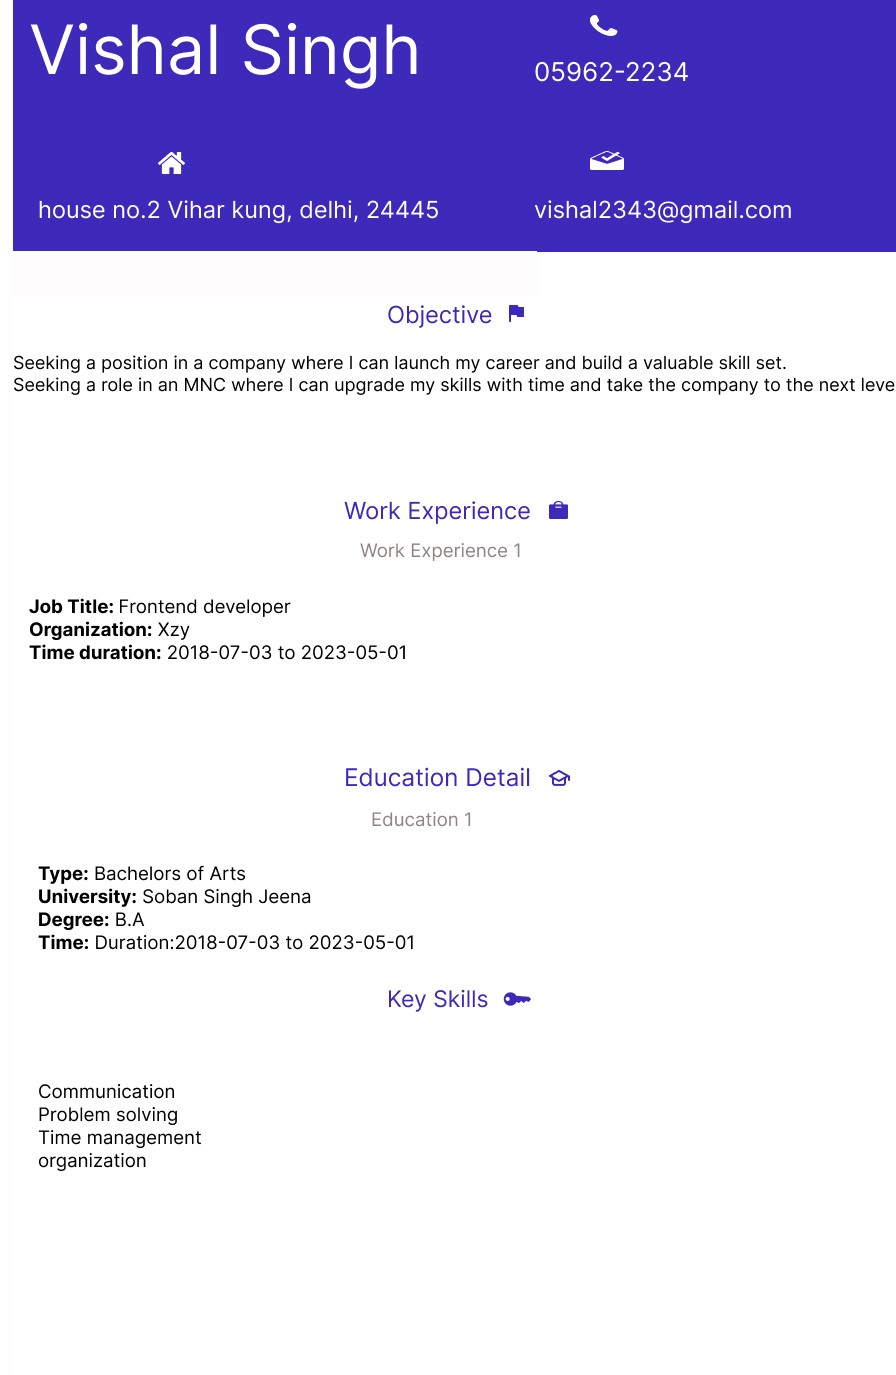 Vishal Singh
05962-2234
house no.2 Vihar kung, delhi, 24445
vishal2343@gmail.com
Objective
Seeking a position in a company where I can launch my career and build a valuable skill set.
Seeking a role in an MNC where I can upgrade my skills with time and take the company to the next leve
Work Experience
Work Experience 1
Job Title: Frontend developer
Organization: Xzy
Time duration: 2018-07-03 to 2023-05-01
Education Detail
Education 1
Type: Bachelors of Arts
University: Soban Singh Jeena
Degree: B.A
Time: Duration:2018-07-03 to 2023-05-01
Key Skills
Communication
Problem solving
Time management
organization